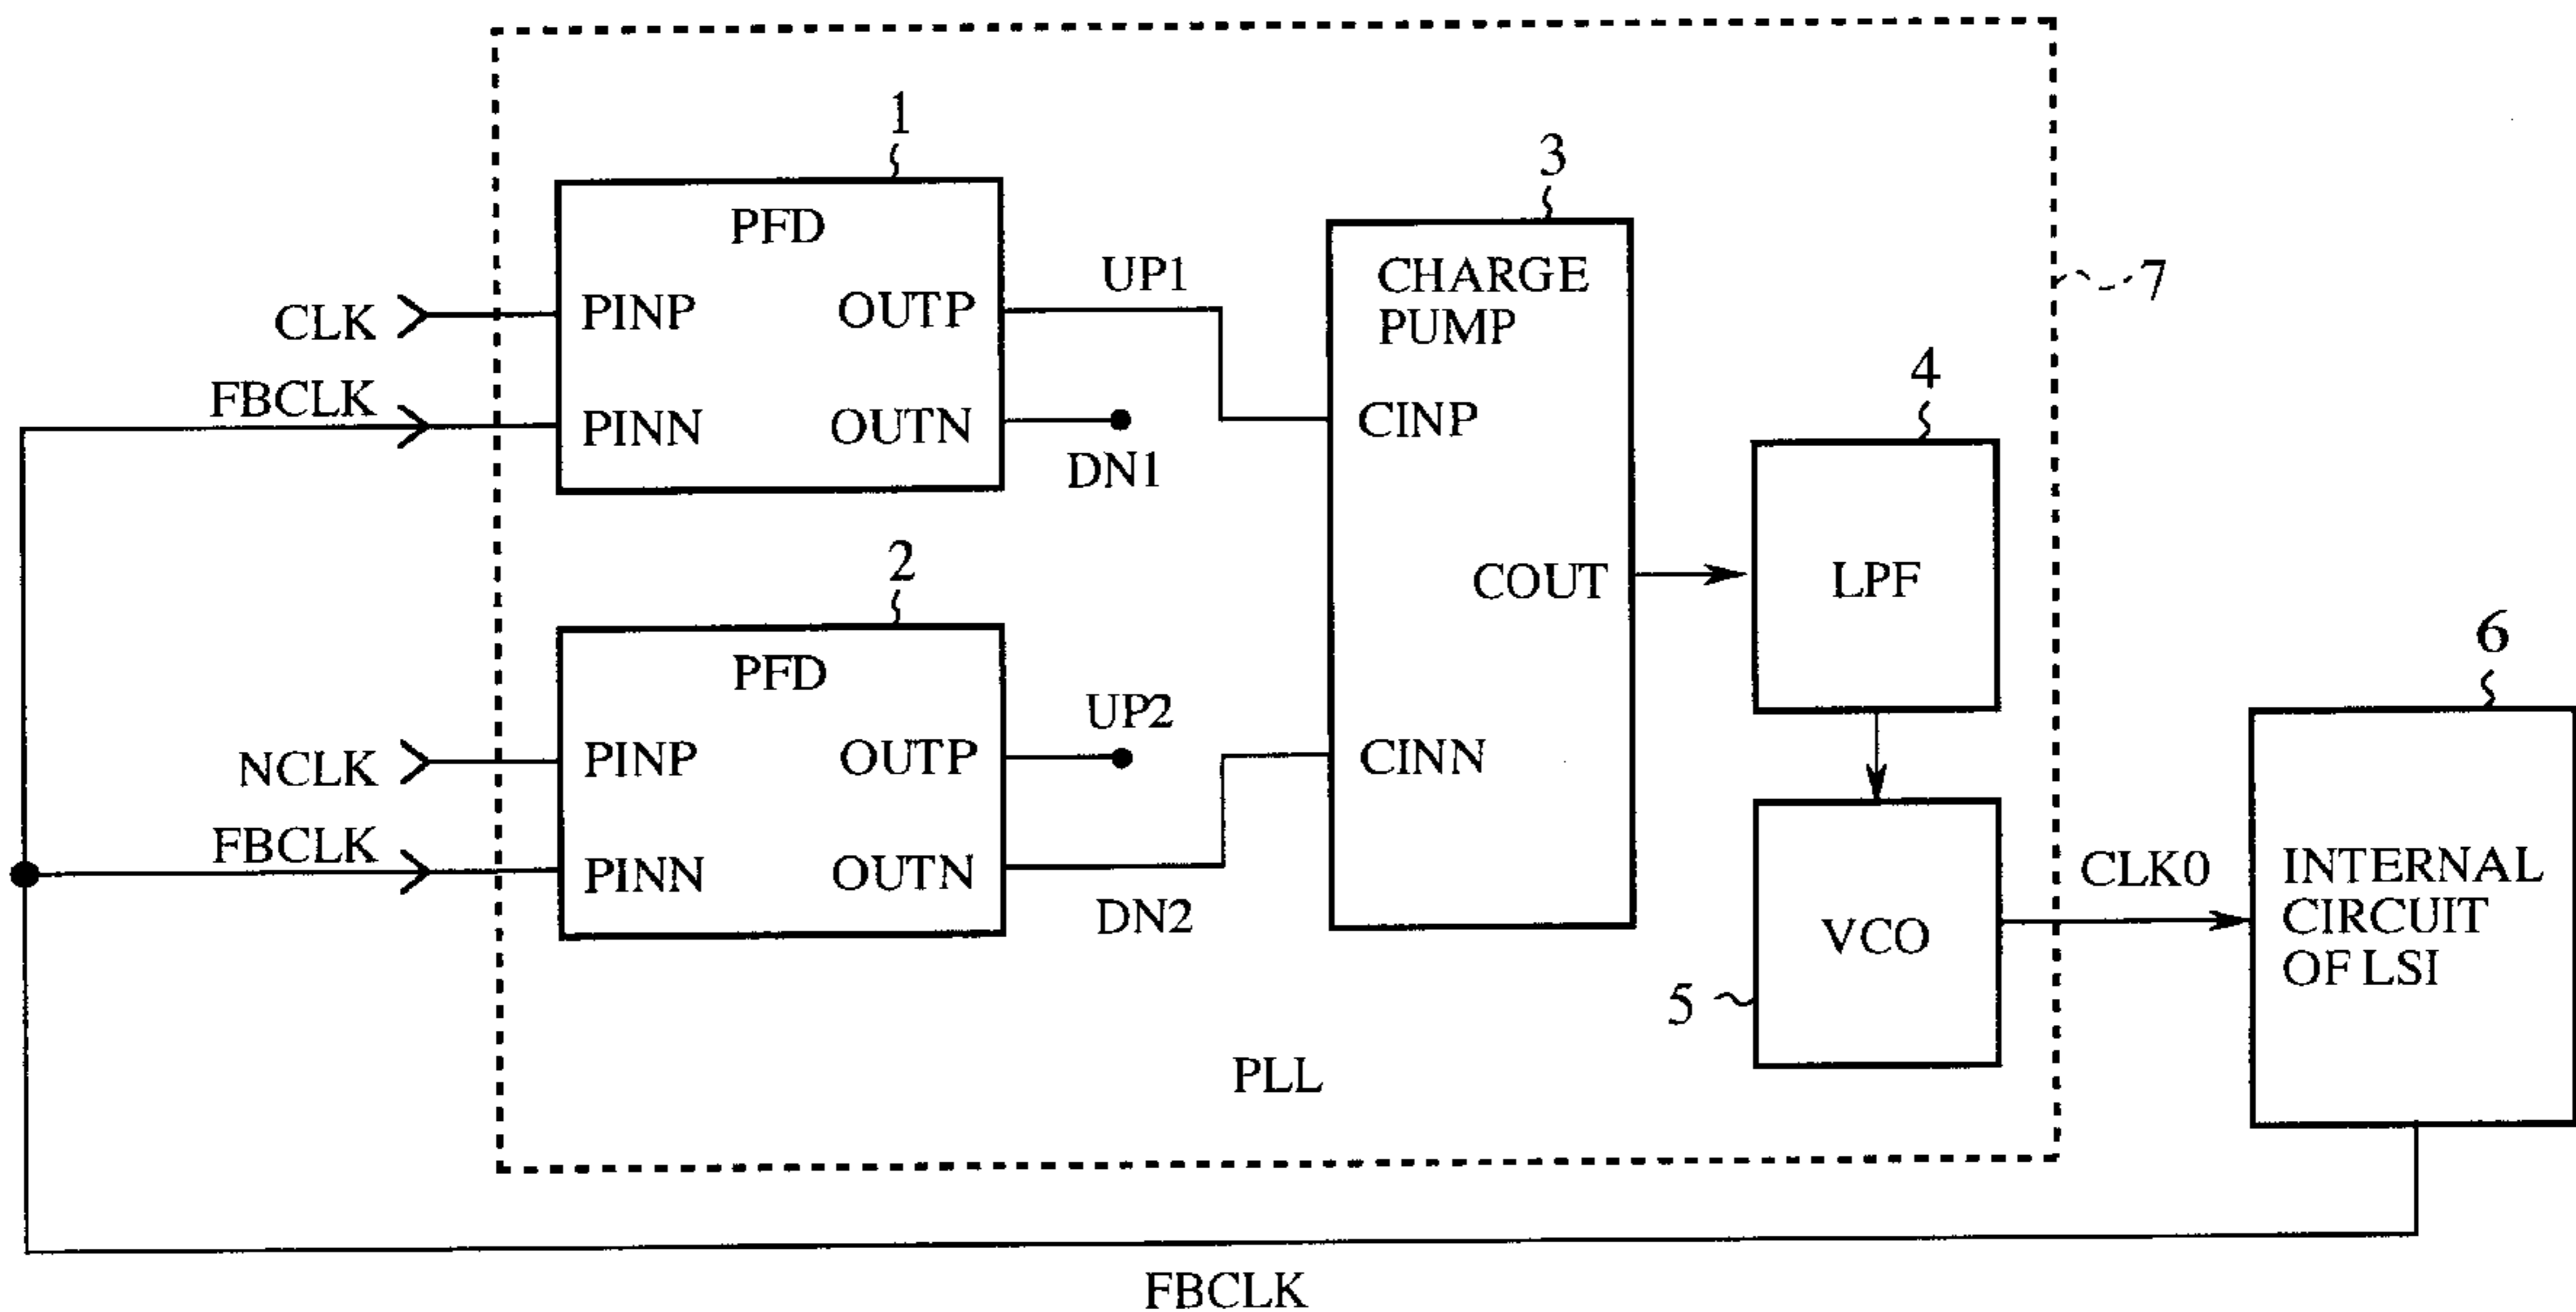 1
3
PFD
UP1
CHARGE
PUMP
7
CLK
PINP
OUTP
4
FBCLK
PINN
OUTN
CINP
DN1
2
COUT
LPF
6
PFD
UP2
NCLK
PINP
OUTP
CINN
FBCLK
PINN
OUTN
CLK0
INTERNAL
CIRCUIT
OF LSI
DN2
VCO
5
PLL
FBCLK